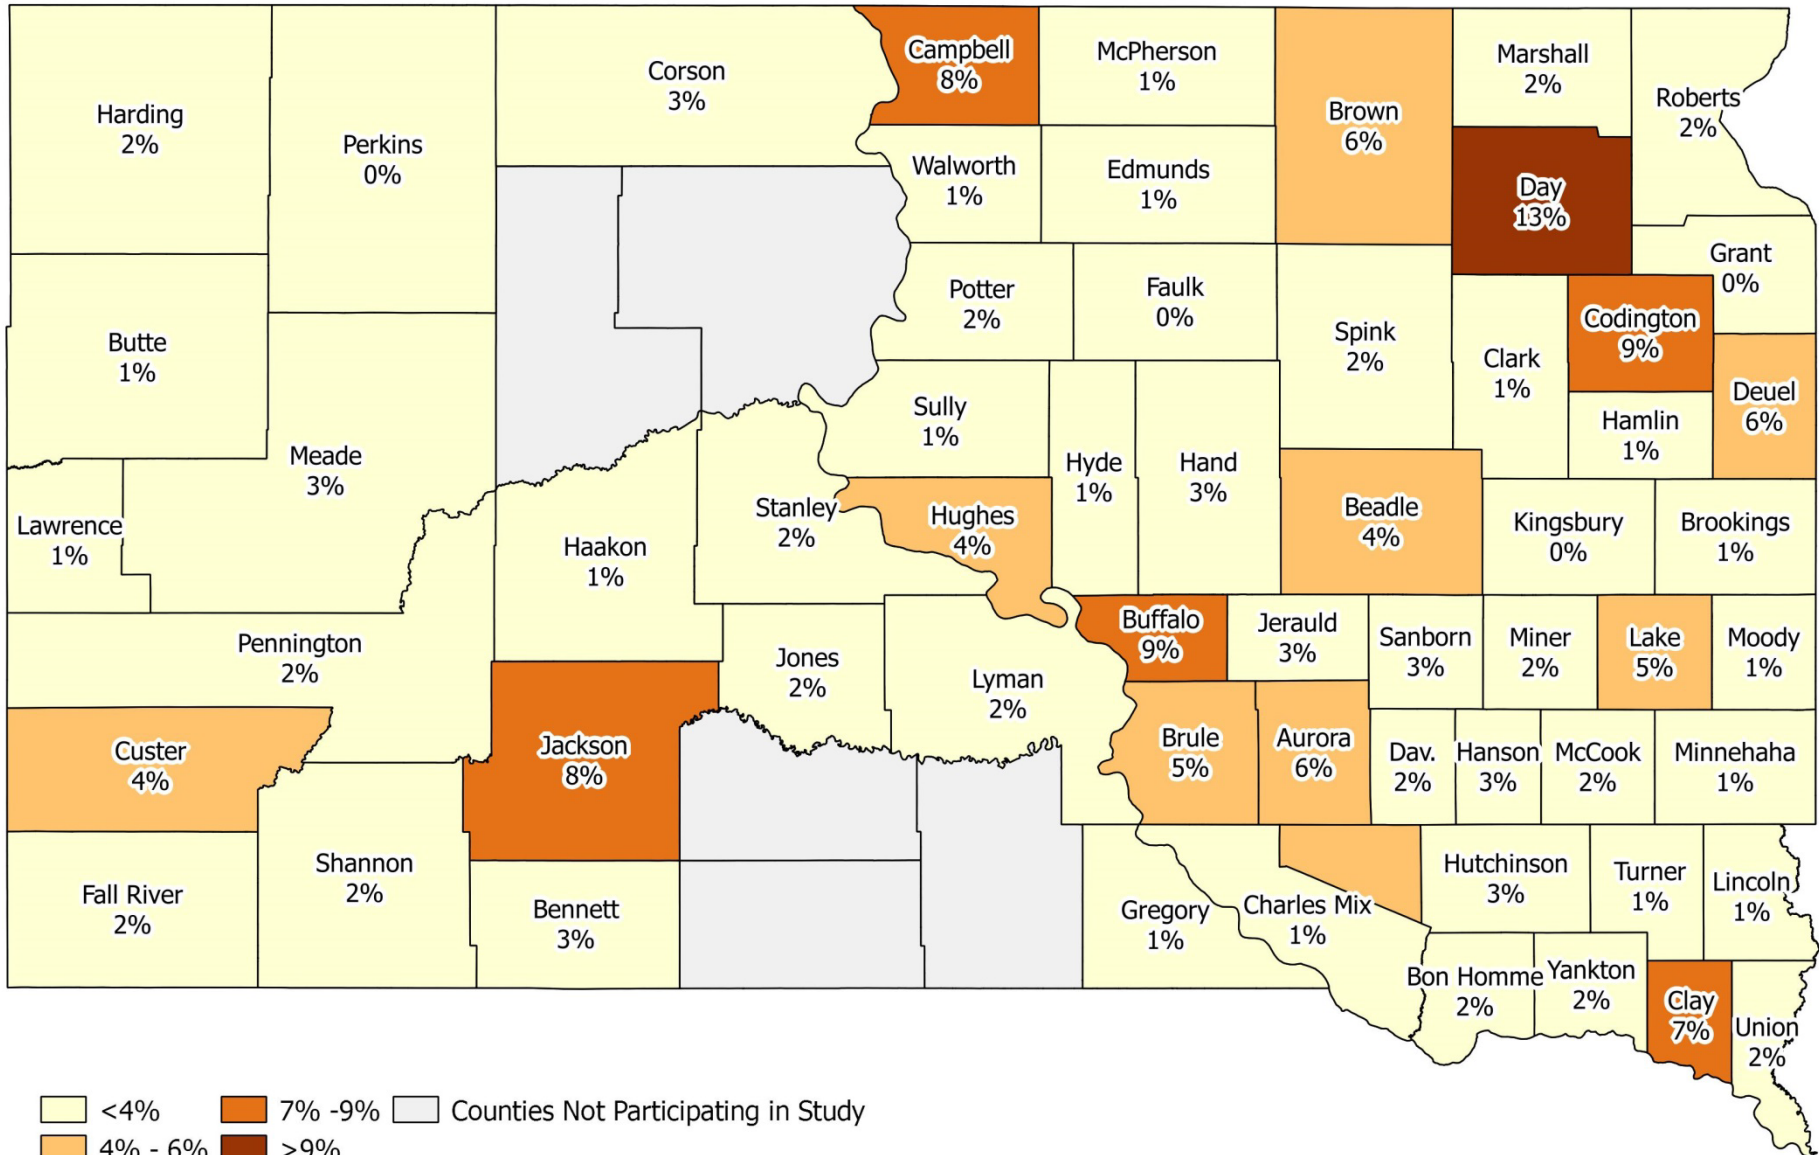 Harding
2%
Perkins
0%
Corson
3%
Campbell
8%
McPherson
1%
Brown
6%
Marshall
2%
Roberts
2%
Walworth
1%
Edmunds
1%
Day
13%
Grant
0%
Butte
1%
Potter
2%
Faulk
0%
Spink
2%
Clark
1%
Codington
9%
Deuel
6%
Hamlin
1%
Meade
3%
Sully
1%
Hyde
1%
Hand
3%
Lawrence
1%
Haakon
1%
Stanley
2%
Hughes
4%
Beadle
4%
Kingsbury
0%
Brookings
1%
Pennington
2%
Jones
2%
Lyman
2%
Buffalo
9%
Jerauld
3%
Sanborn
3%
Miner
2%
Lake
5%
Moody
1%
Custer
4%
Jackson
8%
Brule
5%
Aurora
6%
Dav.
2%
Hanson
3%
McCook
2%
Minnehaha
1%
Fall River
2%
Shannon
2%
Bennett
3%
Gregory
1%
Charles Mix
1%
Hutchinson
3%
Turner
1%
Lincoln
1%
Bon Homme
2%
Yankton
2%
Clay
7%
Union
2%
<4%
7% -9%
Counties Not Participating in Study
4% - 6%
>9%